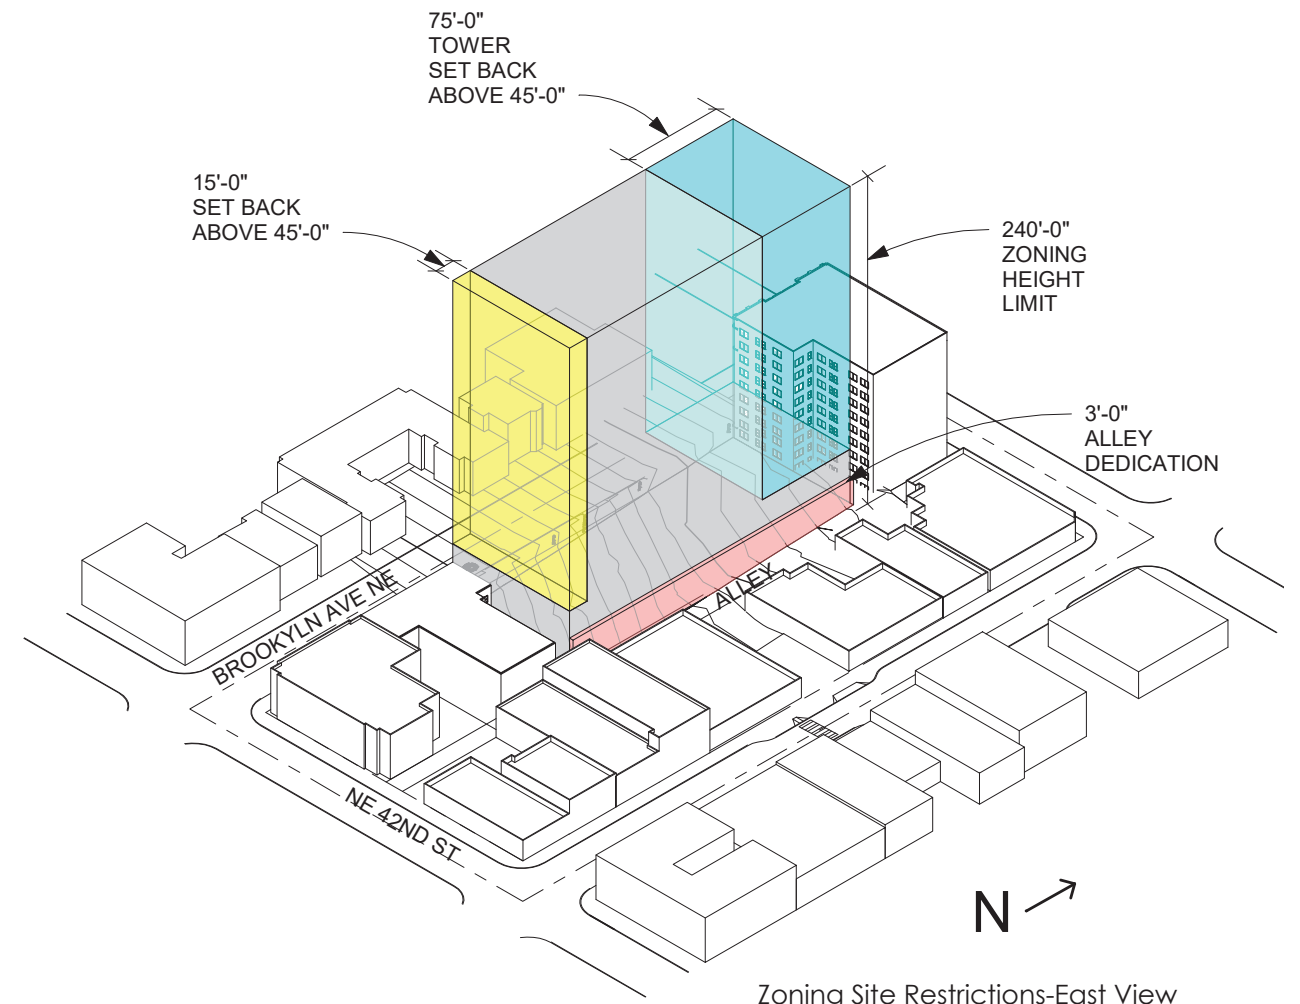 75'-0"
TOWER
SET BACK
ABOVE 45'-0"
15'-0"
SET BACK
ABOVE 45'-0"
240'-0"
ZONING
HEIGHT
LIMIT
3'-0"
ALLEY
DEDICATION
ALLEY
BROOKYLN AVE NE
NE 42ND ST
N
Zoning Site Restrictions-East View